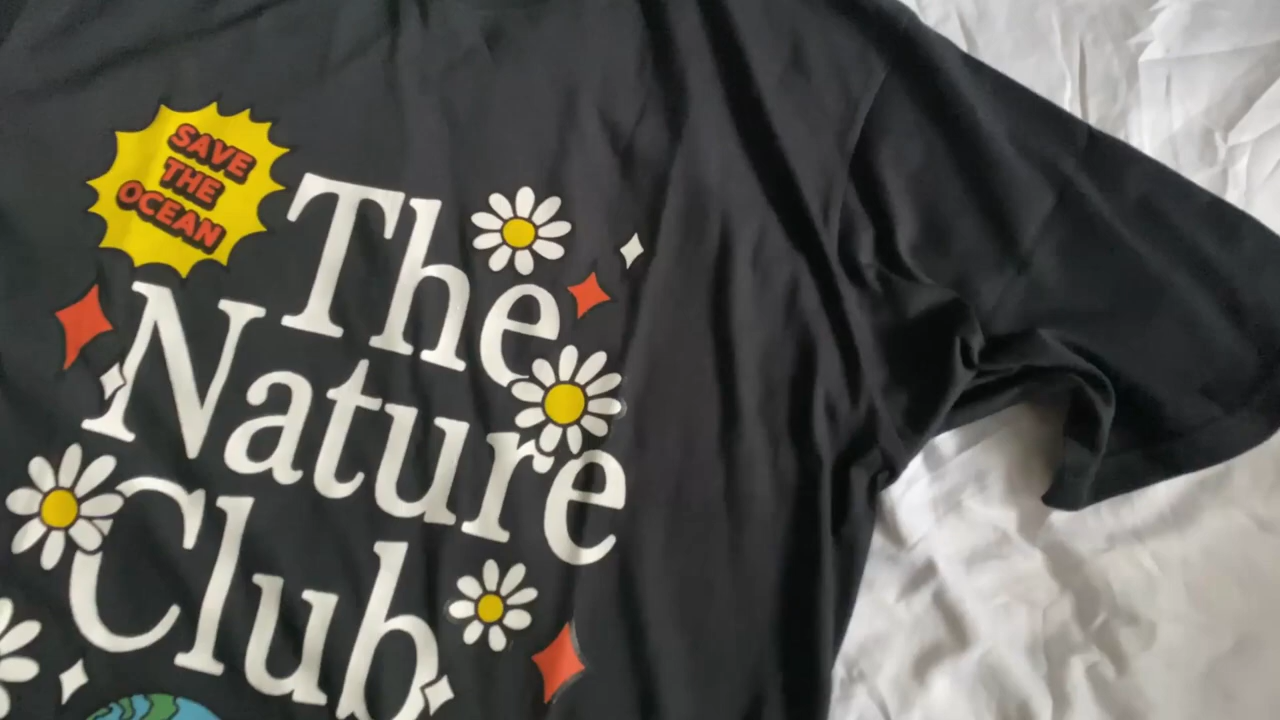 SAVE
THE
OCEAN
The
Nature
Club